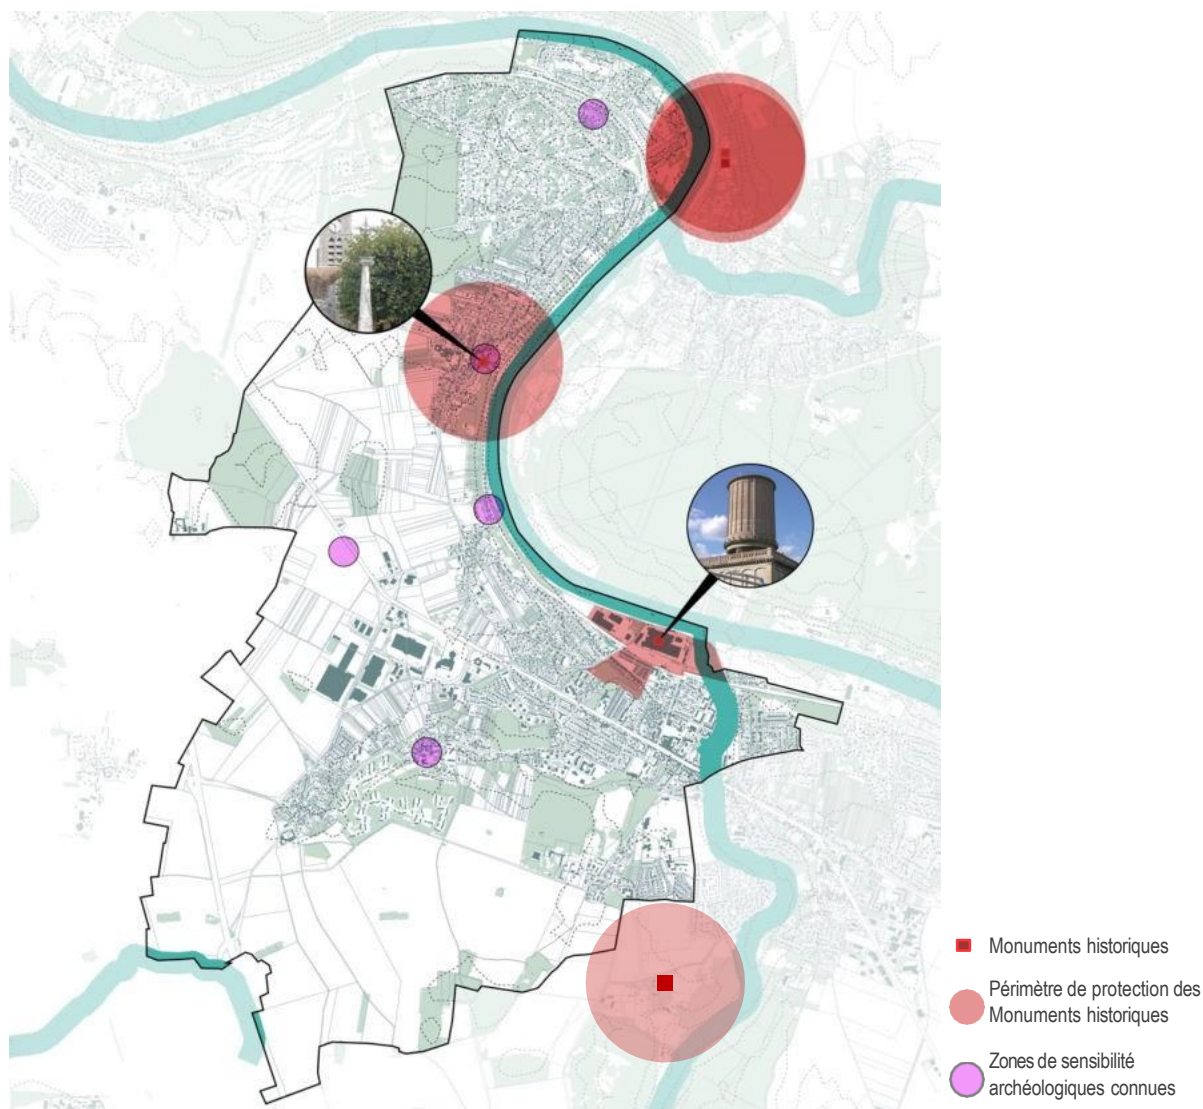 Monuments historiques
Périmètre de protection des
Monuments historiques
Zones de sensibilité
archéologiques connues